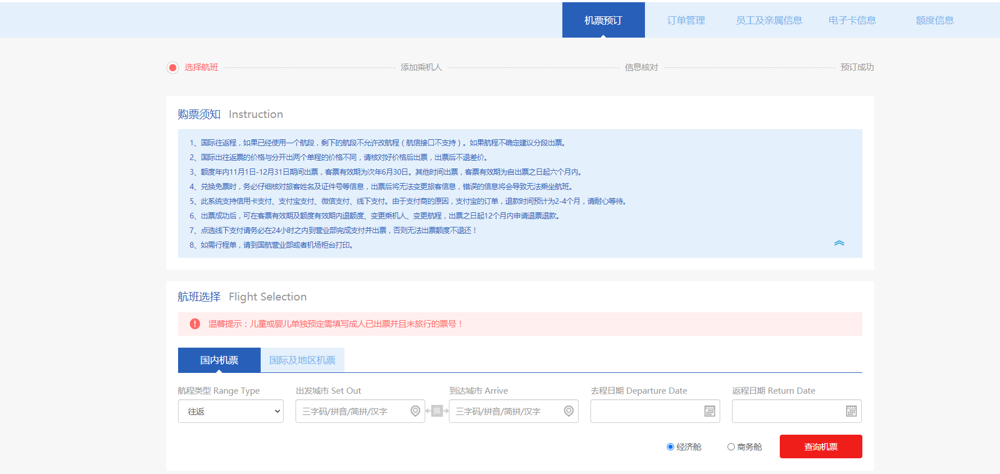 机票预订 订单管理 员工及亲属信息 电子卡信息 额度信息
选择航班 添加乘机人 信息核对 预订成功
购票须知 Instruction
1、国际往返程，如果已经使用一个航段，剩下的航段不允许改航程（航信接口不支持）。如果航程不确定建议分段出票。
2、国际出往返票的价格与分开出两个单程的价格不同，请核对好价格后出票，出票后不退差价。
3、额度年内11月1日-12月31日期间出票，客票有效期为次年6月30日。其他时间出票，客票有效期为自出票之日起六个月内。
4、兑换免票时，务必仔细核对旅客姓名及证件号等信息，出票后将无法变更旅客信息，错误的信息将会导致无法乘坐航班。
5、此系统支持信用卡支付、支付宝支付、微信支付、线下支付。由于支付商的原因，支付宝的订单，退款时间预计为2-4个月，请耐心等待。
6、出票成功后，可在客票有效期及额度有效期内退额度、变更乘机人、变更航程，出票之日起12个月内申请退票退款。
7、点选线下支付请务必在24小时之内到营业部完成支付并出票，否则无法出票额度不退还！
8、如需行程单，请到国航营业部或者机场柜台打印。
航班选择 Flight Selection
温馨提示：儿童或婴儿单独预定需填写成人已出票并且未旅行的票号！
国内机票 国际及地区机票
航程类型 Range Type 出发城市 Set Out 到达城市 Arrive 去程日期 Departure Date 返程日期 Return Date
往返 三字码/拼音/简拼/汉字 换 三字码/拼音/简拼/汉字
经济舱 商务舱 查询机票